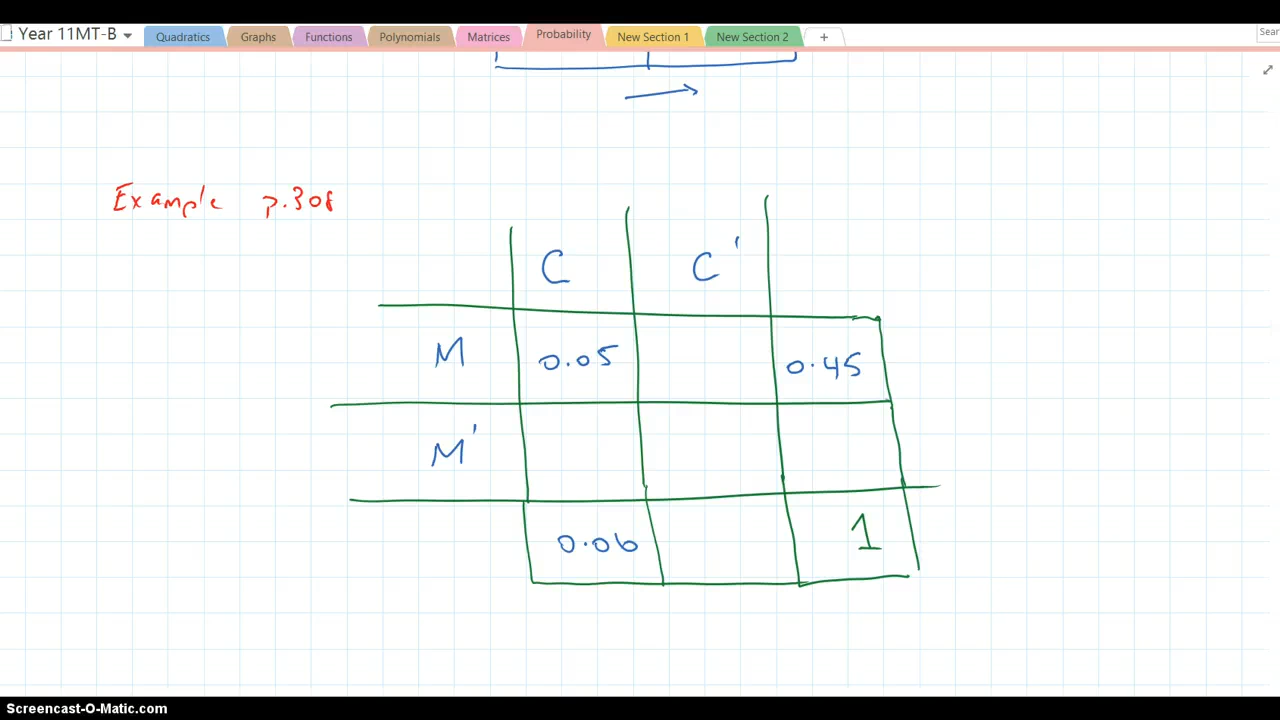 Year 11MT-B
Quadratics Graphs Functions Polynomials Matrices Probability New Section 1 New Section 2 +
Sear
Example p.308
C C'
M 0.05 0.45
M'
0.06 1
Screencast-O-Matic.com